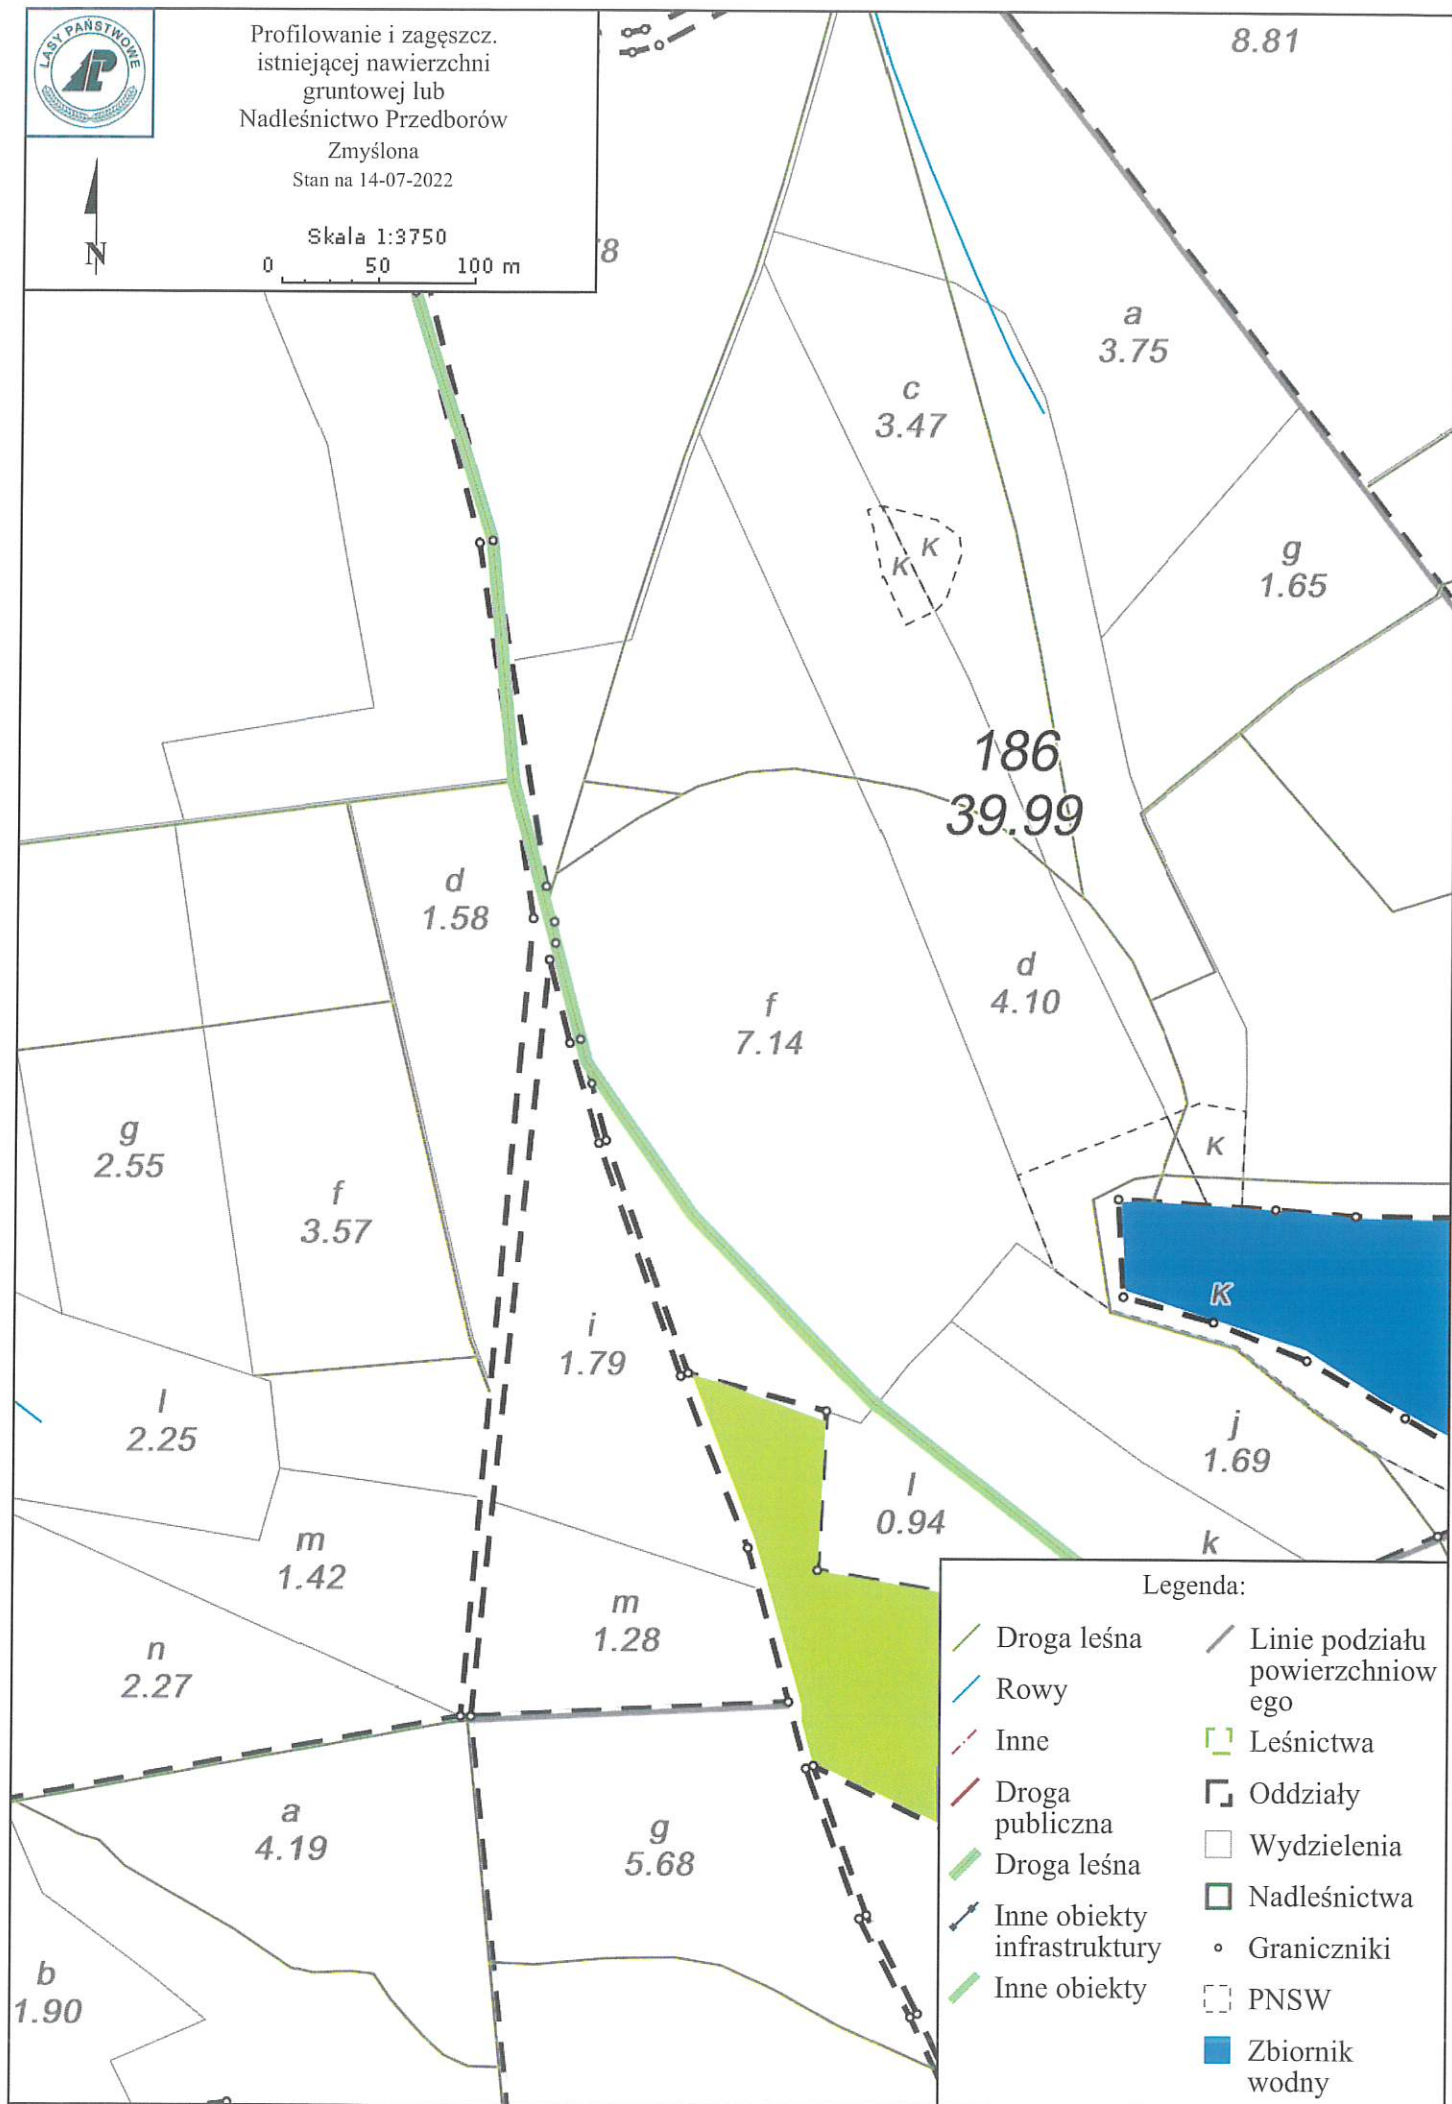 LASY PAŃSTWOWE
Profilowanie i zagęszcz.
istniejącej nawierzchni
gruntowej lub
Nadleśnictwo Przedborów
Zmyślona
Stan na 14-07-2022
N
Skala 1:3750
0 50 100 m
8.81
8
a
3.75
c
3.47
K
K
g
1.65
186
39.99
d
1.58
d
4.10
f
7.14
g
2.55
f
3.57
K
K
i
1.79
l
2.25
j
1.69
l
0.94
k
m
1.42
m
1.28
n
2.27
a
4.19
g
5.68
b
1.90
Legenda:
Droga leśna
Rowy
Inne
Droga
publiczna
Droga leśna
Inne obiekty
infrastruktury
Inne obiekty
Linie podziału
powierzchniow
ego
Leśnictwa
Oddziały
Wydzielenia
Nadleśnictwa
Graniczniki
PNSW
Zbiornik
wodny